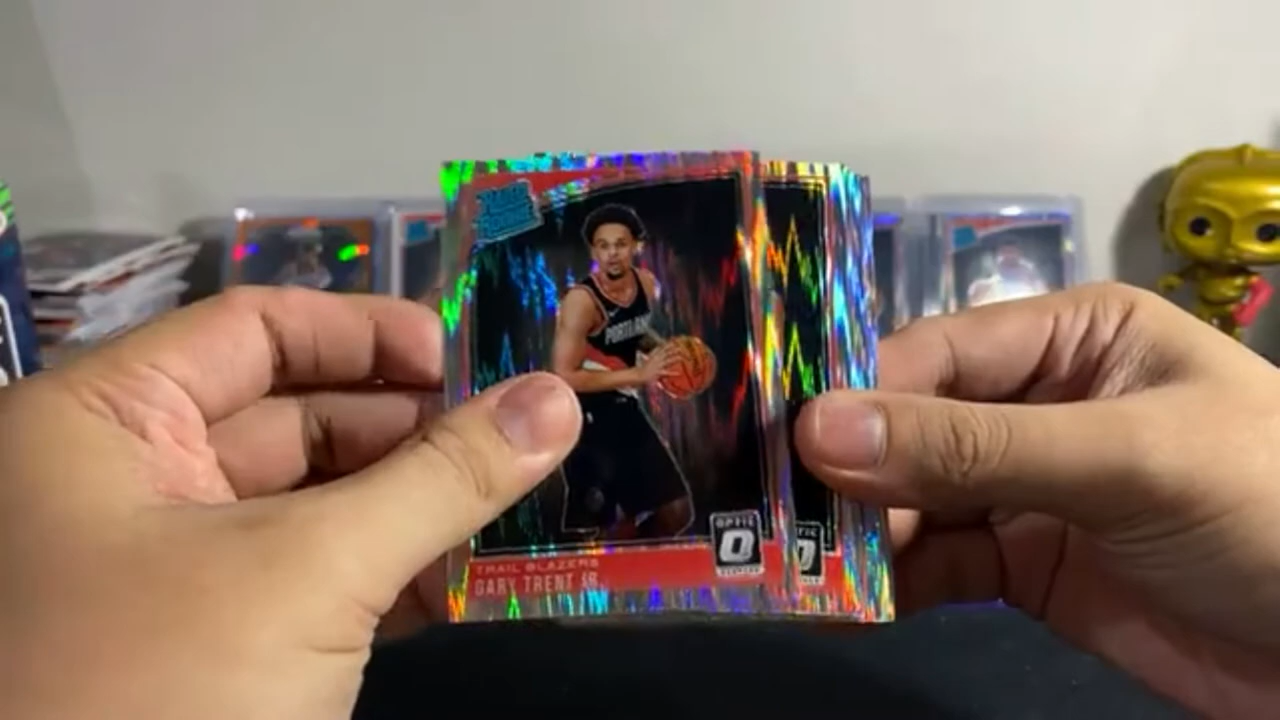 RATED
ROOKIE
PORTLAND
OPTIC
TRAIL BLAZERS
GARY TRENT JR.